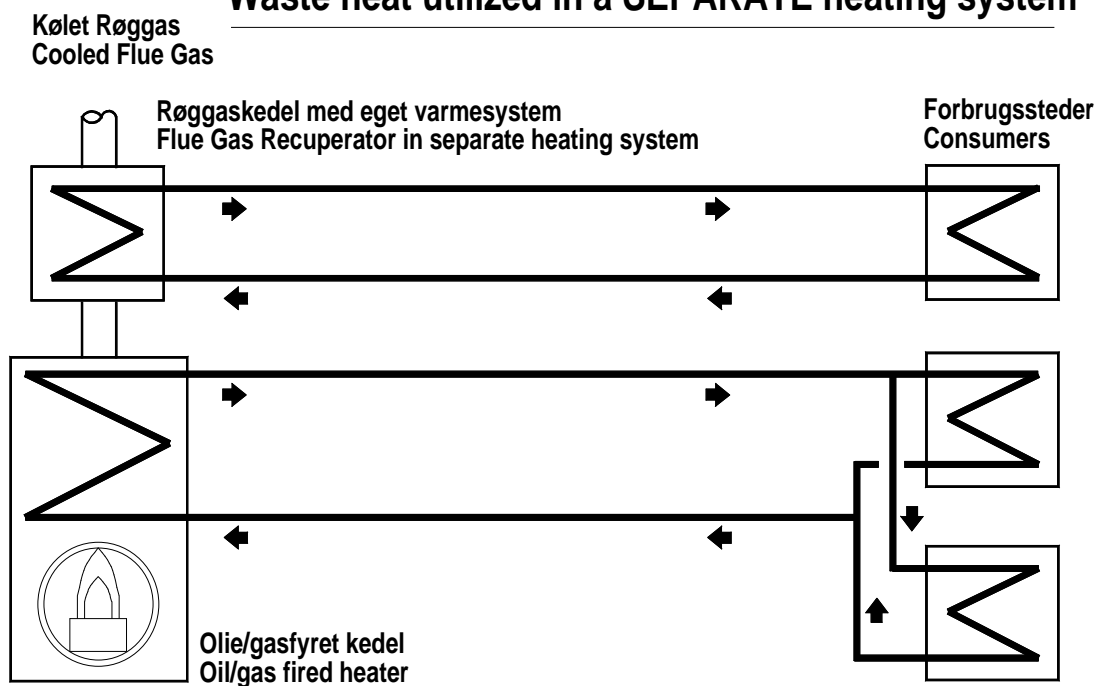 Waste heat utilized in a SEPARATE heating system
Kølet Røggas
Cooled Flue Gas
Røggaskedel med eget varmesystem
Flue Gas Recuperator in separate heating system
Forbrugssteder
Consumers
Olie/gasfyret kedel
Oil/gas fired heater